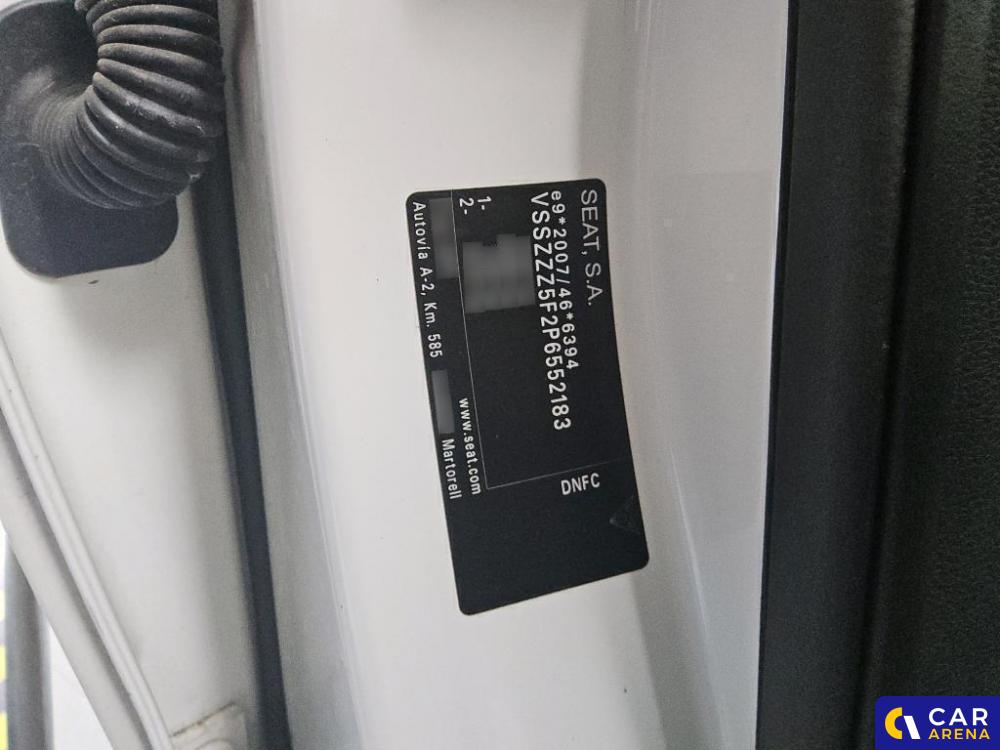 SEAT, S.A.
e9*2007/46*6394
VSSZZZ5F2P6552183
1-
2-
DNFC
www.seat.com
Autovía A-2, Km. 585 Martorell
CAR
ARENA